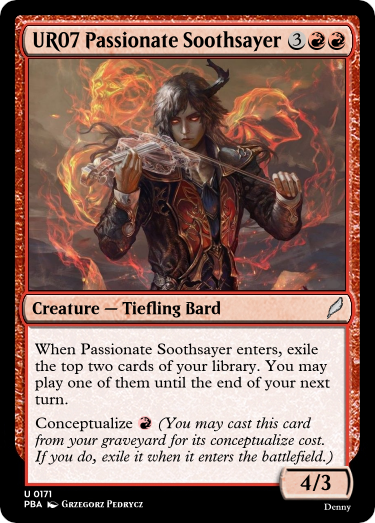 UR07 Passionate Soothsayer 3
Creature — Tiefling Bard
When Passionate Soothsayer enters, exile
the top two cards of your library. You may
play one of them until the end of your next
turn.
Conceptualize (You may cast this card
from your graveyard for its conceptualize cost.
If you do, exile it when it enters the battlefield.)
4/3
U 0171
PBA Grzegorz Pedrycz
Denny